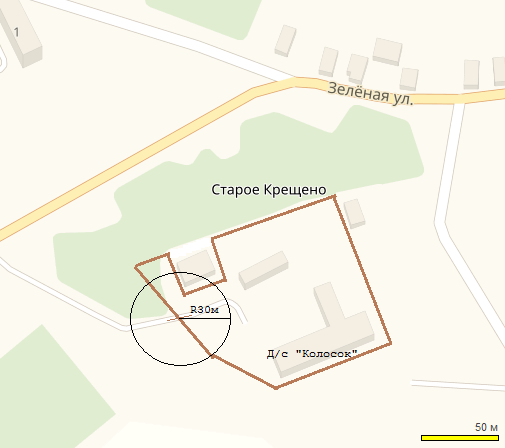 1
Зелёная ул.
Старое Крещено
R30м
Д/с "Колосок"
50 м